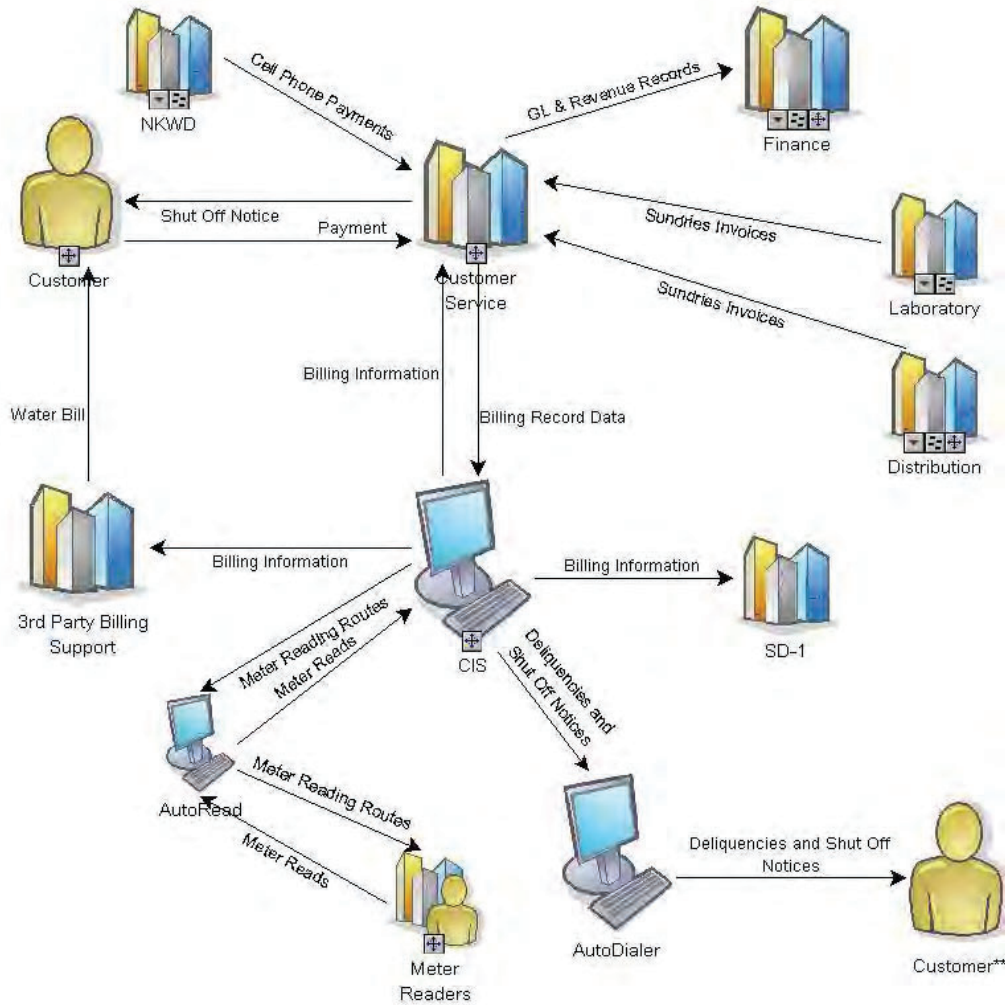 NKWD
Cell Phone Payments
GL & Revenue Records
Finance
Customer
Shut Off Notice
Payment
Customer
Service
Sundries Invoices
Laboratory
Sundries Invoices
Distribution
Water Bill
Billing Information
Billing Record Data
3rd Party Billing
Support
Billing Information
CIS
Billing Information
SD-1
Meter Reading Routes
Meter Reads
Deliquencies and
Shut Off Notices
AutoRead
Meter Reading Routes
Meter Reads
Meter
Readers
AutoDialer
Deliquencies and Shut Off
Notices
Customer**